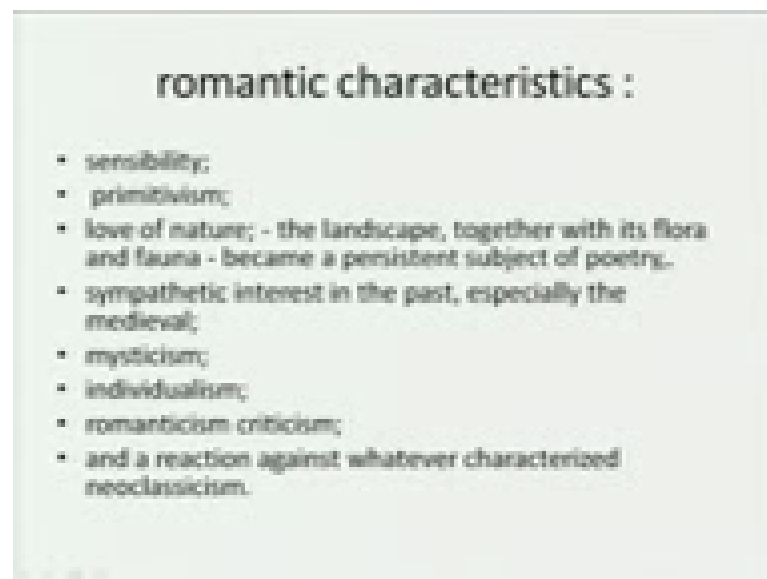 romantic characteristics :
• sensibility;
• primitivism;
• love of nature; - the landscape, together with its flora
and fauna - became a persistent subject of poetry,.
• sympathetic interest in the past, especially the
medieval;
• mysticism;
• individualism;
• romanticism criticism;
• and a reaction against whatever characterized
neoclassicism.